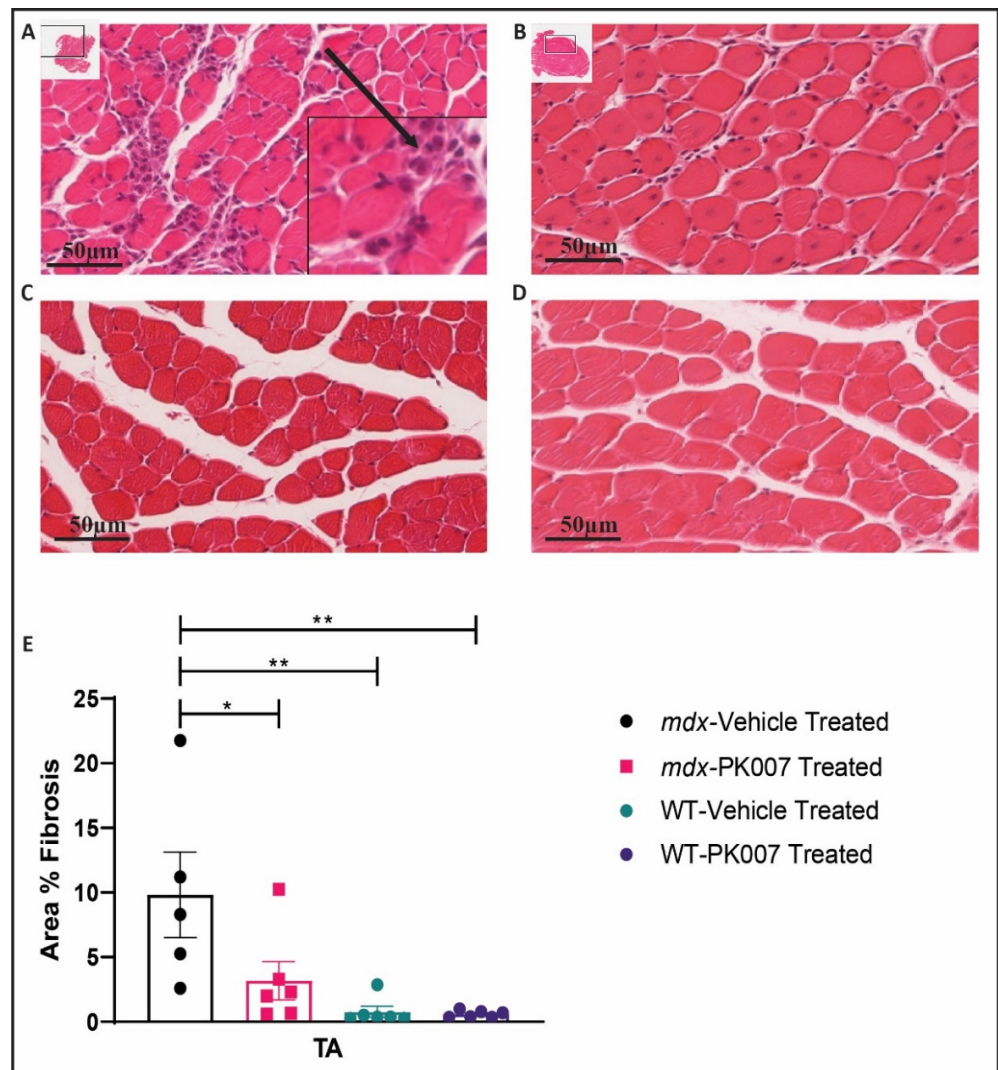 A
B
50μm
50μm
C
D
50μm
50μm
E
**
**
*
25
20
15
10
5
0
Area % Fibrosis
TA
mdx-Vehicle Treated
mdx-PK007 Treated
WT-Vehicle Treated
WT-PK007 Treated